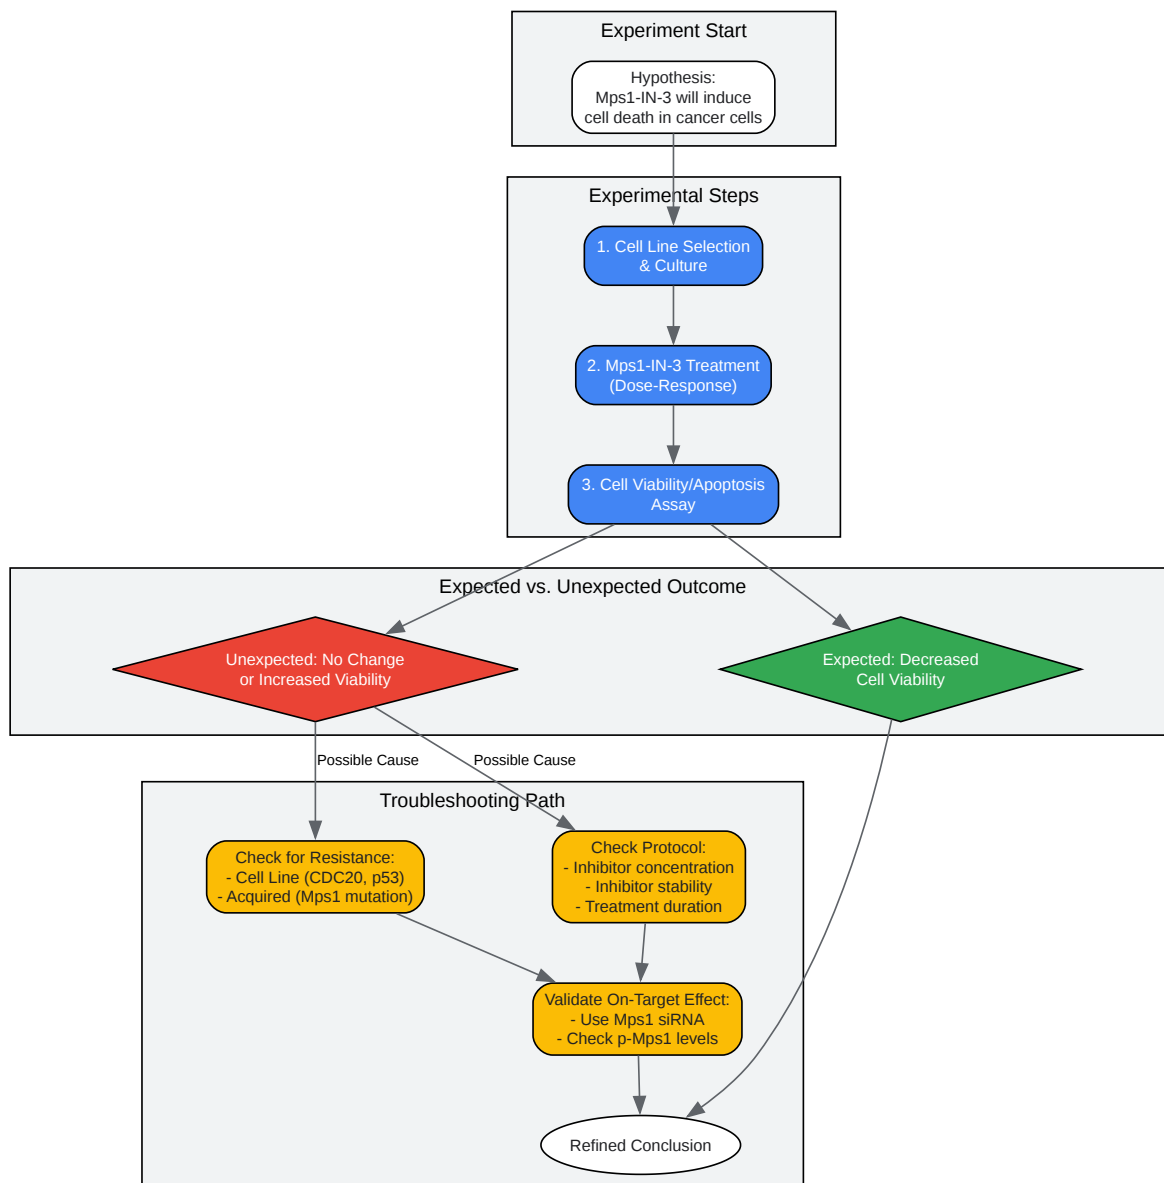 Experiment Start
Hypothesis:
Mps1-IN-3 will induce
cell death in cancer cells
Experimental Steps
1. Cell Line Selection
& Culture
2. Mps1-IN-3 Treatment
(Dose-Response)
3. Cell Viability/Apoptosis
Assay
Expected vs. Unexpected Outcome
Unexpected: No Change
or Increased Viability
Expected: Decreased
Cell Viability
Possible Cause
Possible Cause
Troubleshooting Path
Check for Resistance:
- Cell Line (CDC20, p53)
- Acquired (Mps1 mutation)
Check Protocol:
- Inhibitor concentration
- Inhibitor stability
- Treatment duration
Validate On-Target Effect:
- Use Mps1 siRNA
- Check p-Mps1 levels
Refined Conclusion